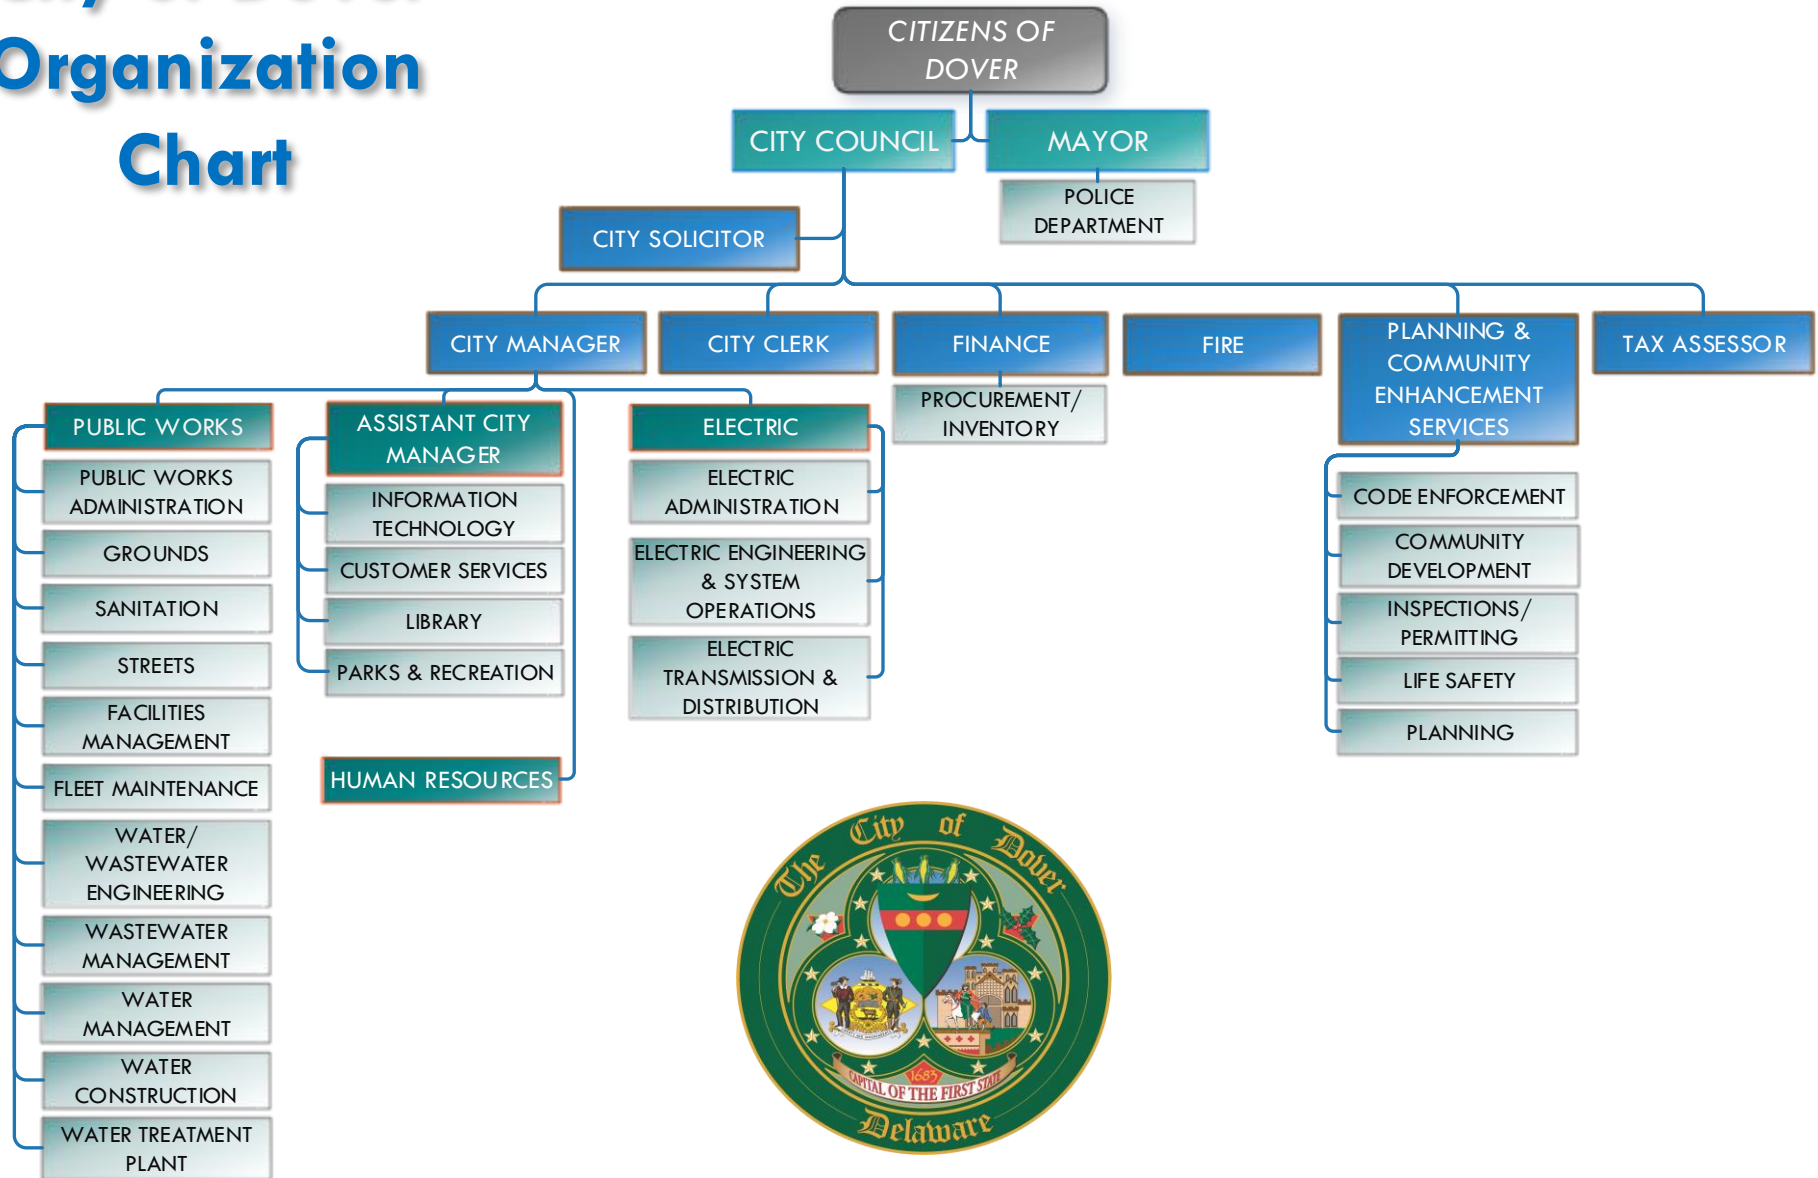 Organization
Chart
CITIZENS OF
DOVER
CITY COUNCIL
MAYOR
POLICE
DEPARTMENT
CITY SOLICITOR
CITY MANAGER
CITY CLERK
FINANCE
FIRE
PLANNING &
COMMUNITY
ENHANCEMENT
SERVICES
TAX ASSESSOR
PROCUREMENT/
INVENTORY
PUBLIC WORKS
PUBLIC WORKS
ADMINISTRATION
GROUNDS
SANITATION
STREETS
FACILITIES
MANAGEMENT
FLEET MAINTENANCE
WATER/
WASTEWATER
ENGINEERING
WASTEWATER
MANAGEMENT
WATER
MANAGEMENT
WATER
CONSTRUCTION
WATER TREATMENT
PLANT
ASSISTANT CITY
MANAGER
INFORMATION
TECHNOLOGY
CUSTOMER SERVICES
LIBRARY
PARKS & RECREATION
HUMAN RESOURCES
ELECTRIC
ELECTRIC
ADMINISTRATION
ELECTRIC ENGINEERING
& SYSTEM
OPERATIONS
ELECTRIC
TRANSMISSION &
DISTRIBUTION
CODE ENFORCEMENT
COMMUNITY
DEVELOPMENT
INSPECTIONS/
PERMITTING
LIFE SAFETY
PLANNING
The City of Dover
1683
CAPITAL OF THE FIRST STATE
Delaware